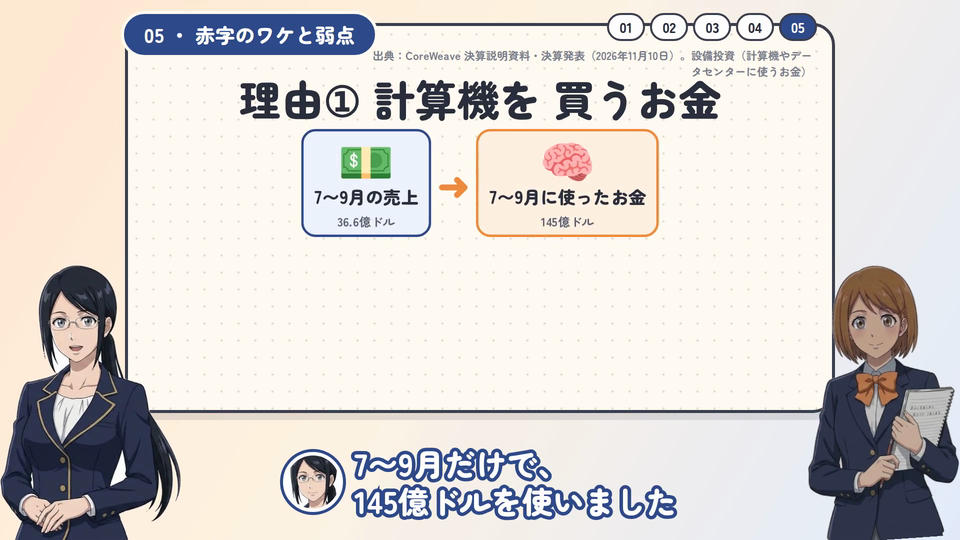 05 ・ 赤字のワケと弱点
01 02 03 04 05
出典：CoreWeave 決算説明資料・決算発表（2026年11月10日）。設備投資（計算機やデー
タセンターに使うお金）
理由① 計算機を 買うお金
7〜9月の売上
36.6億ドル
7〜9月に使ったお金
145億ドル
7〜9月だけで、
145億ドルを使いました